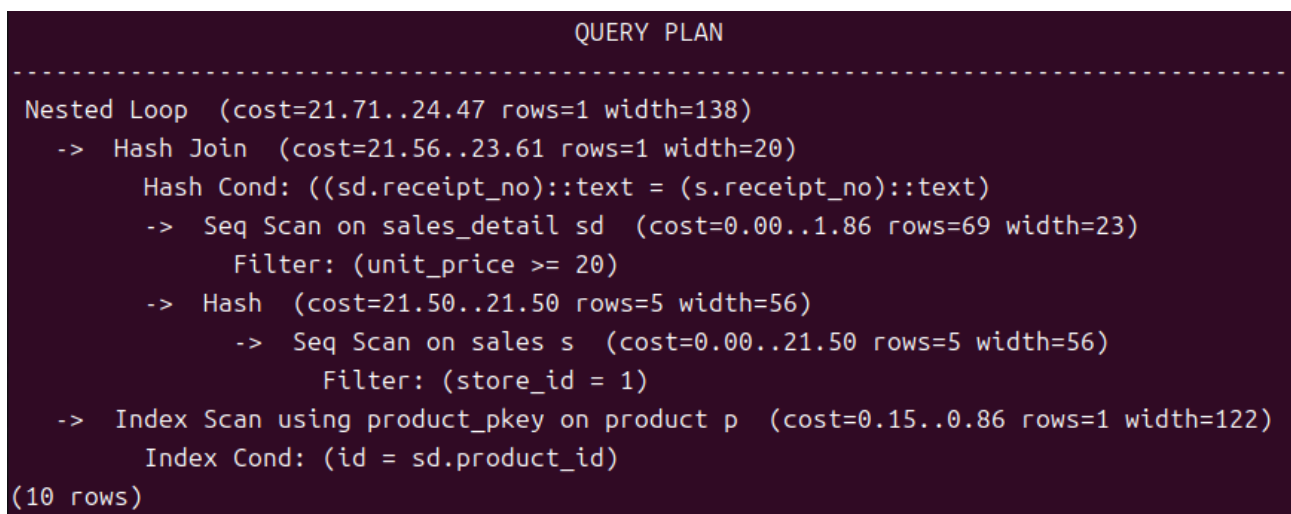 QUERY PLAN
-------------------------------------------------------------------------------------
Nested Loop  (cost=21.71..24.47 rows=1 width=138)
  ->  Hash Join  (cost=21.56..23.61 rows=1 width=20)
        Hash Cond: ((sd.receipt_no)::text = (s.receipt_no)::text)
        ->  Seq Scan on sales_detail sd  (cost=0.00..1.86 rows=69 width=23)
              Filter: (unit_price >= 20)
        ->  Hash  (cost=21.50..21.50 rows=5 width=56)
              ->  Seq Scan on sales s  (cost=0.00..21.50 rows=5 width=56)
                    Filter: (store_id = 1)
  ->  Index Scan using product_pkey on product p  (cost=0.15..0.86 rows=1 width=122)
        Index Cond: (id = sd.product_id)
(10 rows)